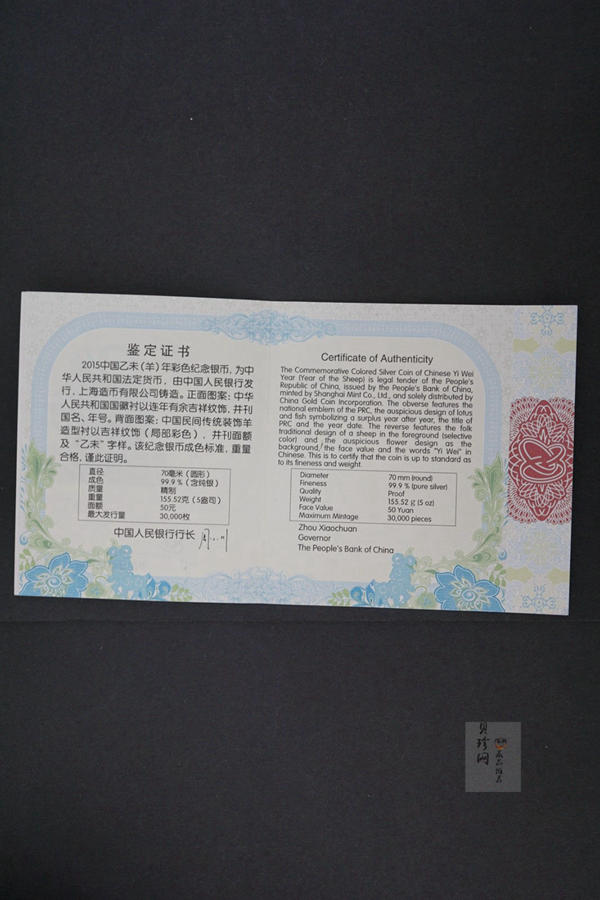 鉴定证书
2015中国乙未(羊)年彩色纪念银币，为中
华人民共和国法定货币，由中国人民银行发
行，上海造币有限公司铸造。正面图案：中华
人民共和国国徽衬以连年有余吉祥纹饰，并刊
国名、年号。背面图案：中国民间传统装饰羊
造型衬以吉祥纹饰（局部彩色），并刊面额
及“乙未”字样。该纪念银币成色标准，重量
合格，谨此证明。
直径 70毫米（圆形）
成色 99.9％（含纯银）
质量 精制
重量 155.52克（5盎司）
面额 50元
最大发行量 30,000枚
中国人民银行行长
Certificate of Authenticity
The Commemorative Colored Silver Coin of Chinese Yi Wei
Year (Year of the Sheep) is legal tender of the People's
Republic of China, issued by the People's Bank of China,
minted by Shanghai Mint Co., Ltd., and solely distributed by
China Gold Coin Incorporation. The obverse features the
national emblem of the PRC, the auspicious design of lotus
and fish symbolizing a surplus year after year, the title of
PRC and the year date. The reverse features the folk
traditional design of a sheep in the foreground (selective
color) and the auspicious flower design as the
background, the face value and the words "Yi Wei" in
Chinese. This is to certify that the coin is up to standard as
to its fineness and weight.
Diameter 70 mm (round)
Fineness 99.9 % (pure silver)
Quality Proof
Weight 155.52 g (5 oz)
Face Value 50 Yuan
Maximum Mintage 30,000 pieces
Zhou Xiaochuan
Governor
The People's Bank of China
贝珍网